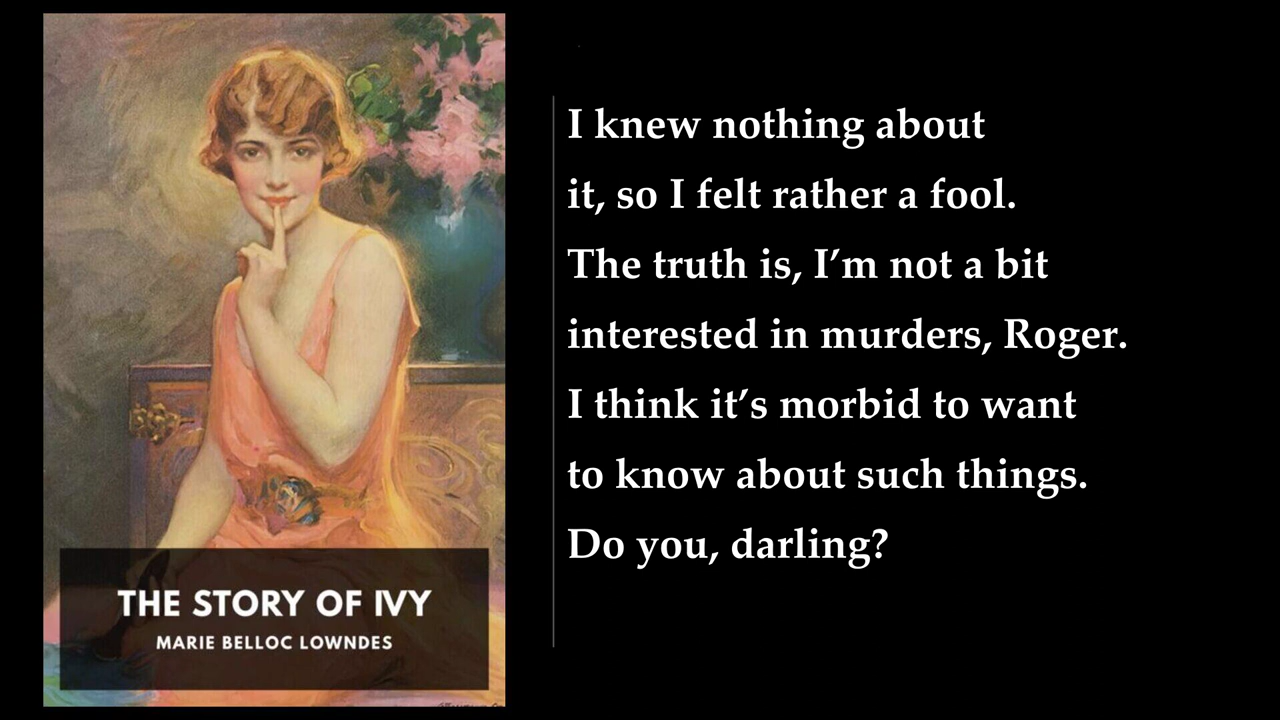 I knew nothing about
it, so I felt rather a fool.
The truth is, I’m not a bit
interested in murders, Roger.
I think it’s morbid to want
to know about such things.
Do you, darling?
THE STORY OF IVY
MARIE BELLOC LOWNDES